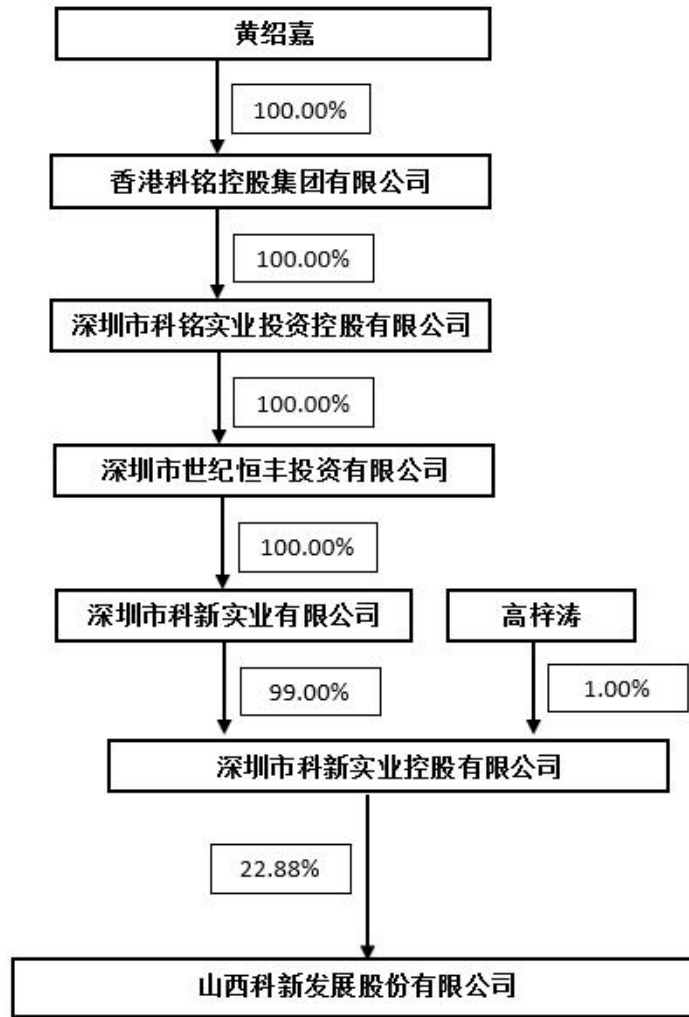 黄绍嘉
100.00%
香港科铭控股集团有限公司
100.00%
深圳市科铭实业投资控股有限公司
100.00%
深圳市世纪恒丰投资有限公司
100.00%
深圳市科新实业有限公司
高梓涛
99.00%
1.00%
深圳市科新实业控股有限公司
22.88%
山西科新发展股份有限公司